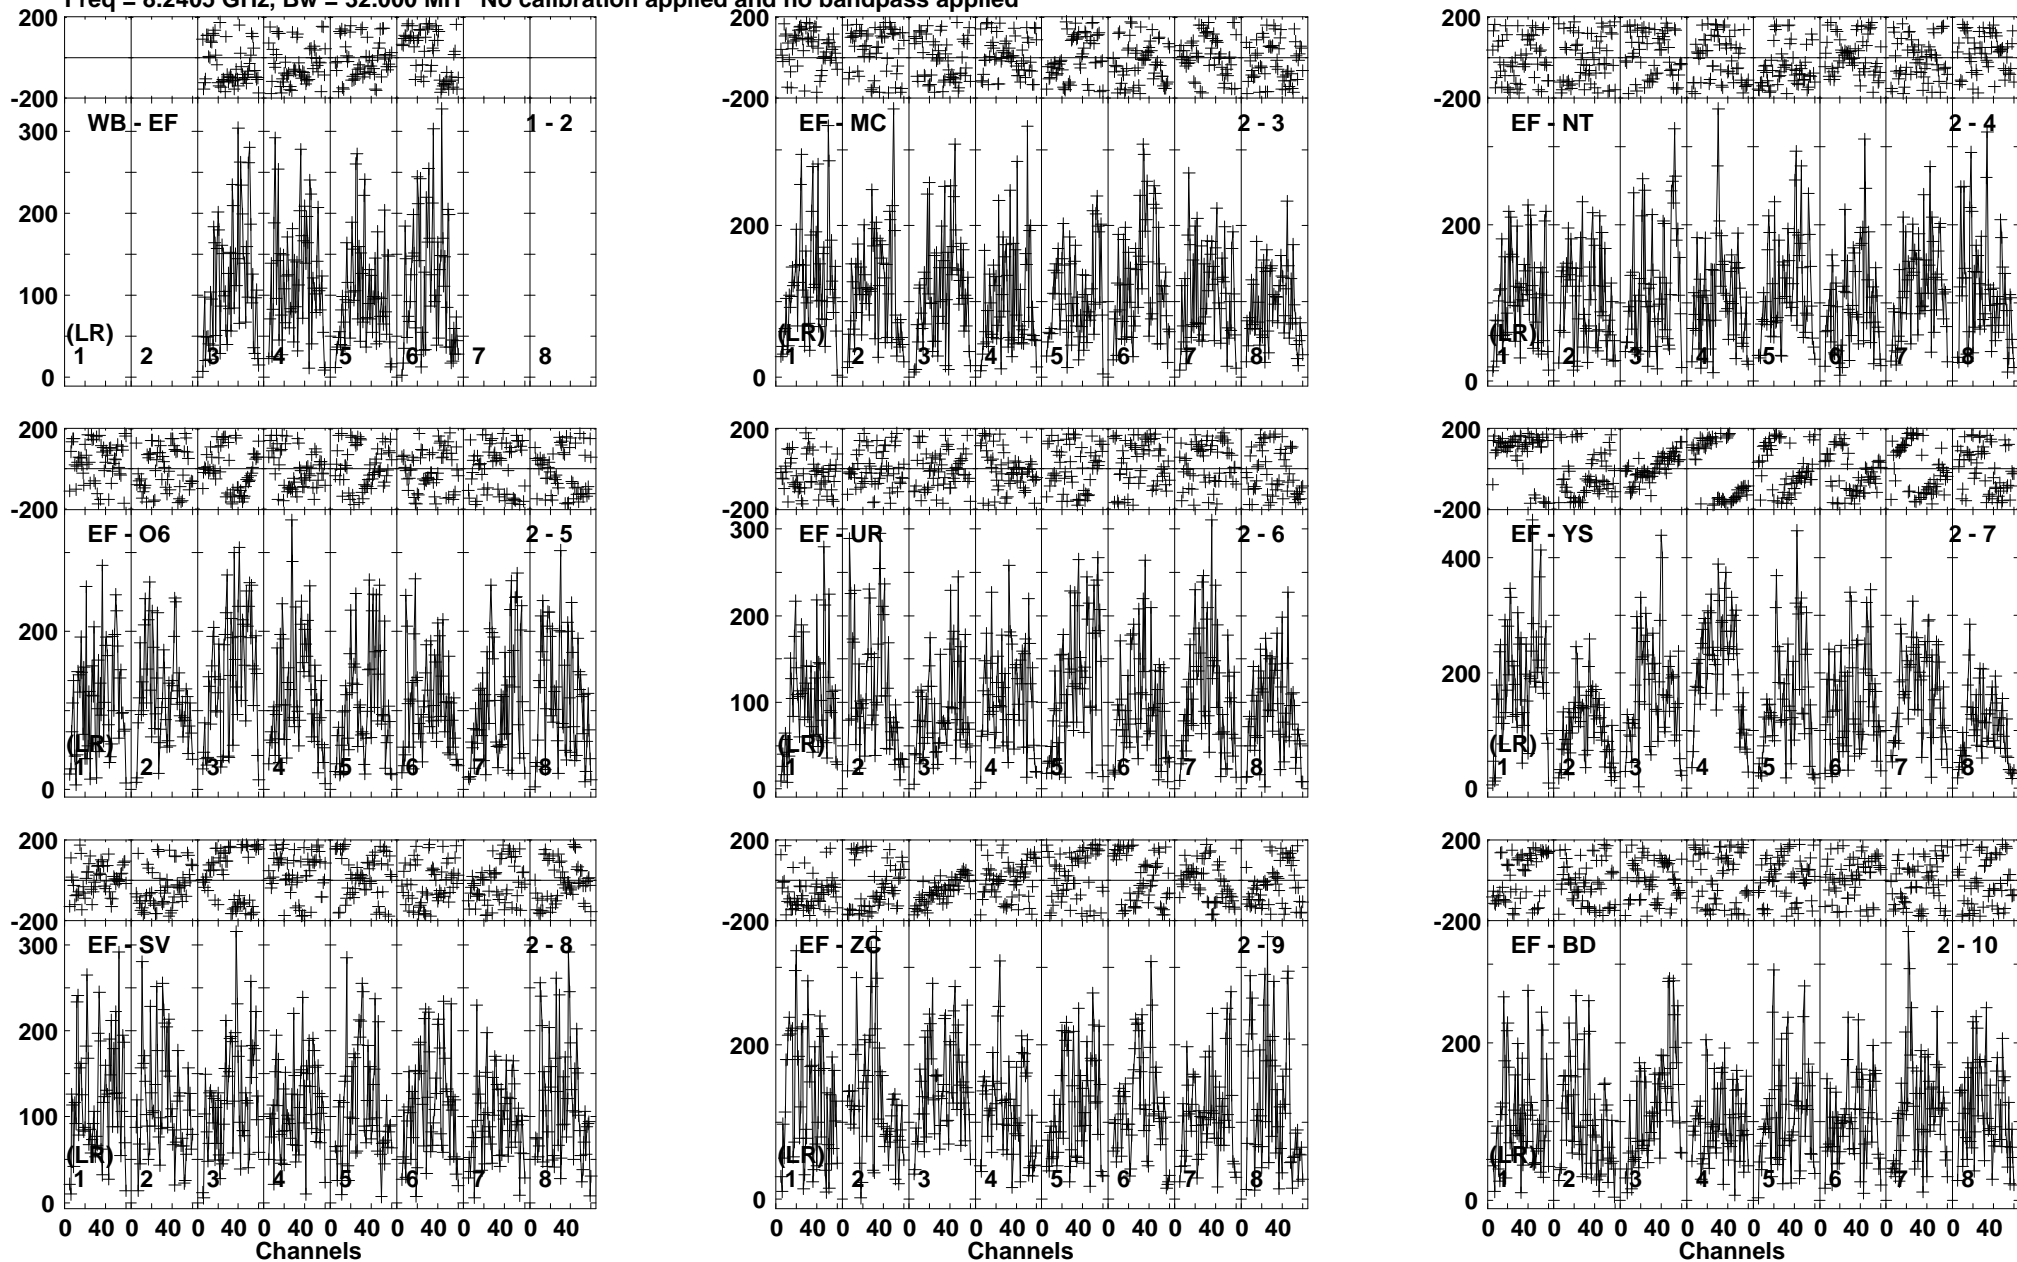 Freq = 8.2405 GHz, Bw = 32.000 MH No calibration applied and no bandpass applied
200 200 200
-200 -200 -200
WB - EF 1 - 2 EF - MC 2 - 3 EF - NT 2 - 4
300
200 200 200
100
(LR) (LR) (LR)
1 2 3 4 5 6 7 8 1 2 3 4 5 6 7 8 1 2 3 4 5 6 7 8
0 0 0
200 200 200
-200 -200 -200
EF - O6 2 - 5 EF - UR 2 - 6 EF - YS 2 - 7
300 400
200 200 200
100
(LR) (LR) (LR)
1 2 3 4 5 6 7 8 1 2 3 4 5 6 7 8 1 2 3 4 5 6 7 8
0 0 0
200 200 200
-200 -200 -200
EF - SV 2 - 8 EF - ZC 2 - 9 EF - BD 2 - 10
300
200 200 200
100
(LR) (LR) (LR)
1 2 3 4 5 6 7 8 1 2 3 4 5 6 7 8 1 2 3 4 5 6 7 8
0 0 0
0 40 0 40 0 40 0 40 0 40 0 40 0 40 0 40 0 40 0 40 0 40 0 40 0 40 0 40 0 40 0 40 0 40 0 40 0 40 0 40 0 40 0 40 0 40 0 40
Channels Channels Channels